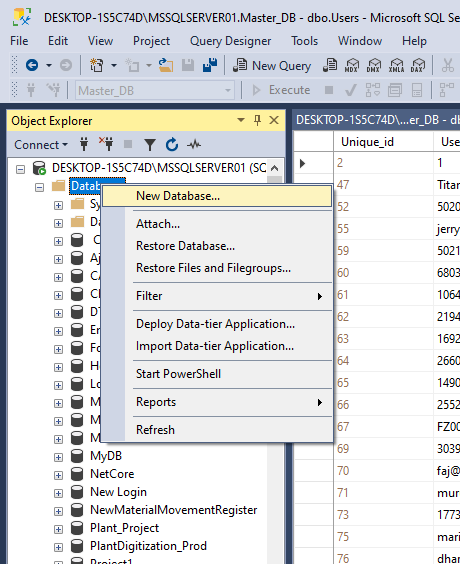 DESKTOP-1S5C74D\MSSQLSERVER01.Master_DB - dbo.Users - Microsoft SQL Se
File Edit View Project Query Designer Tools Window
New Query MDX DMX XMLA DAX
Master_DB Execute
Object Explorer
DESKTOP-1S5C74D\...er_DB - db
Connect
Unique_id Use
DESKTOP-1S5C74D\MSSQLSERVER01 (SQ
2 1
Datab
New Database...
47 Titar
Sy
52 5020
Da
Attach...
55 jerry
C
Restore Database...
59 5021
Aj
Restore Files and Filegroups...
60 6803
CA
61 1064
Filter
DT
62 2194
En
Deploy Data-tier Application...
63 1692
Fo
Import Data-tier Application...
64 2660
Start PowerShell
65 1490
Lo
Reports
66 2552
M
67 FZ00
M
Refresh
69 3039
M
MyDB
70 faj@
NetCore
71 mur
New Login
73 1773
NewMaterialMovementRegister
75 mari
Plant_Project
76 dhar
PlantDigitization_Prod
Project1